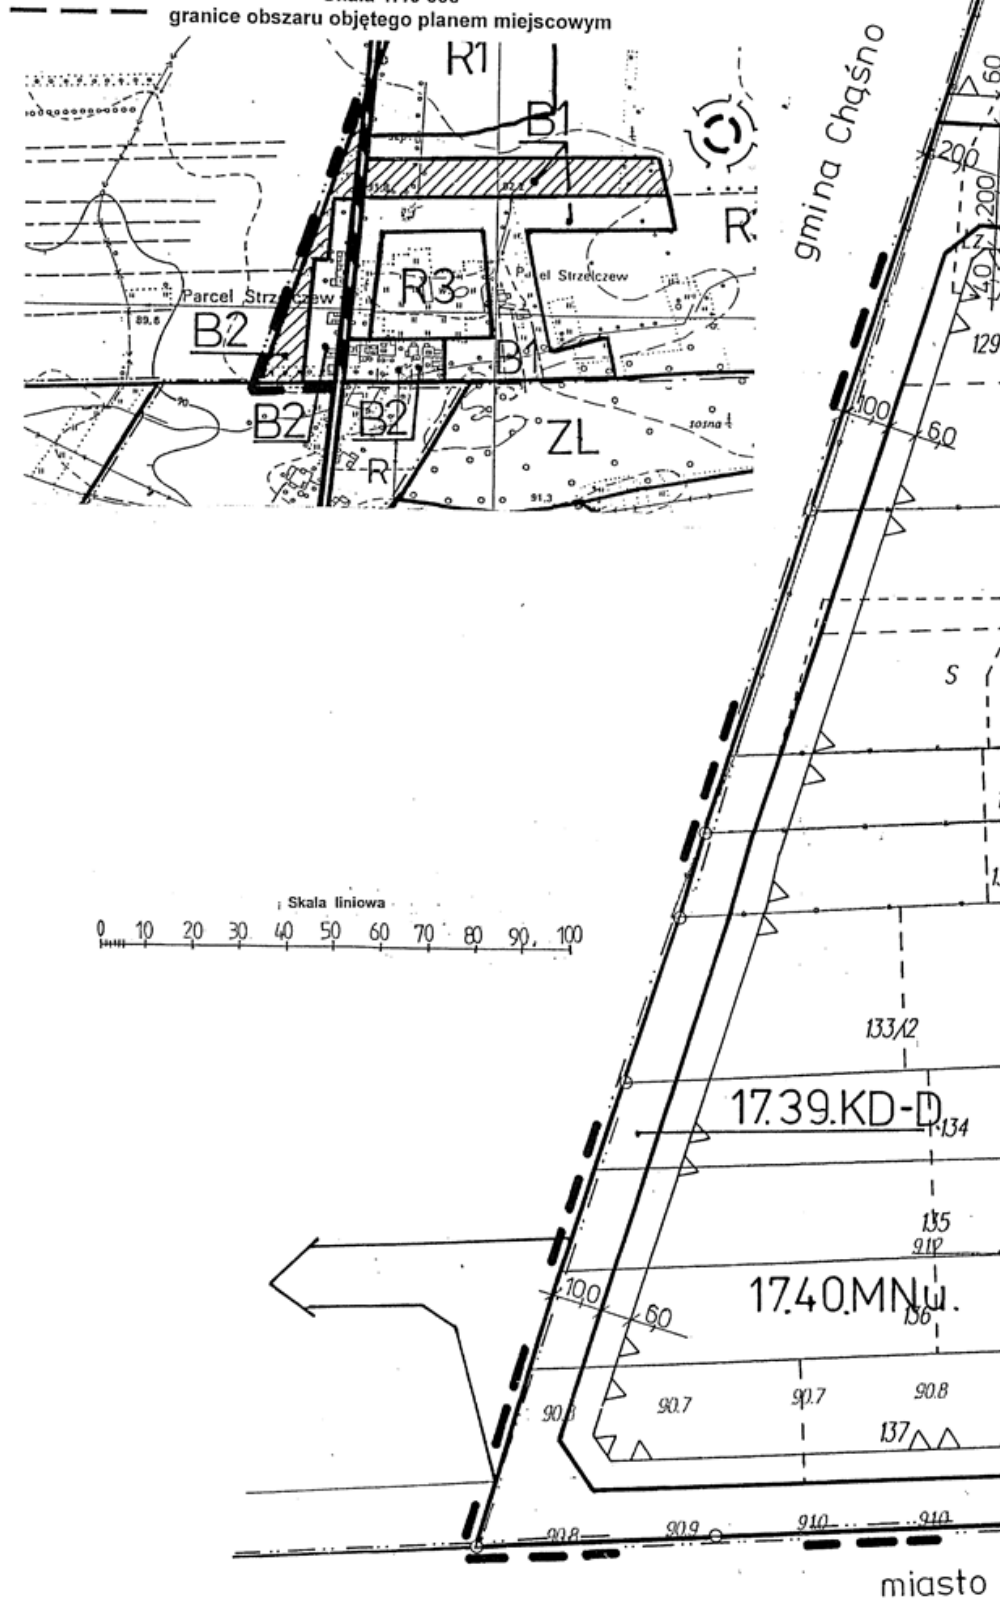 granice obszaru objętego planem miejscowym
R1
B1
gmina Chąśno
60
200
200
R3
Parcel Strzelczew
Parcel Strzelczew
89,6
B2
B
40
129
100
60
B2
B2
ZL
sosna
R
91,3
S
Skala liniowa
0 10 20 30 40 50 60 70 80 90 100
133/2
17.39.KD-D
134
135
91.0
17.40.MNu.
136
10,0
6,0
90.8
90.7
90.7
90.8
137
90.8
90.9
91.0
91.0
miasto